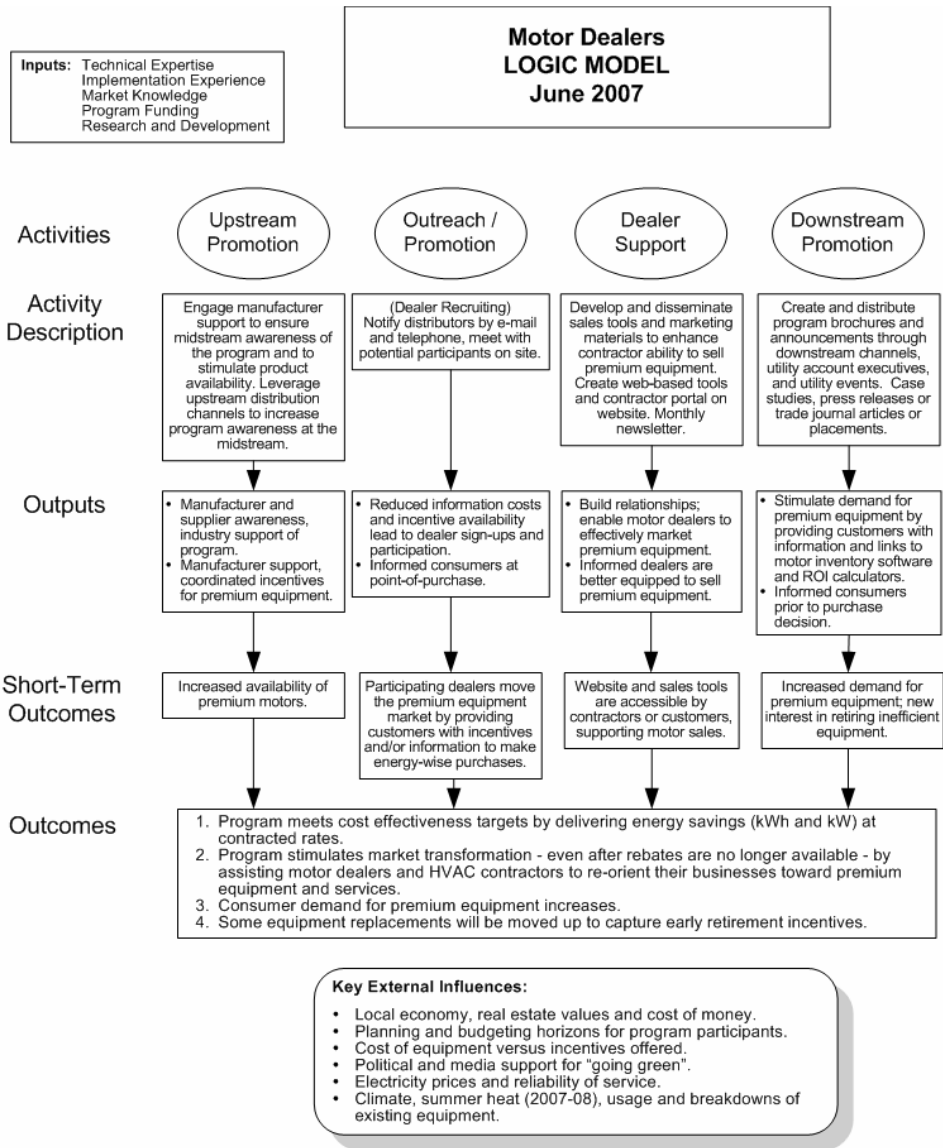 Motor Dealers
LOGIC MODEL
June 2007
Inputs: Technical Expertise
Implementation Experience
Market Knowledge
Program Funding
Research and Development
Activities
Upstream
Promotion
Outreach /
Promotion
Dealer
Support
Downstream
Promotion
Activity
Description
Engage manufacturer
support to ensure
midstream awareness of
the program and to
stimulate product
availability. Leverage
upstream distribution
channels to increase
program awareness at the
midstream.
(Dealer Recruiting)
Notify distributors by e-mail
and telephone, meet with
potential participants on site.
Develop and disseminate
sales tools and marketing
materials to enhance
contractor ability to sell
premium equipment.
Create web-based tools
and contractor portal on
website. Monthly
newsletter.
Create and distribute
program brochures and
announcements through
downstream channels,
utility account executives,
and utility events. Case
studies, press releases or
trade journal articles or
placements.
Outputs
• Manufacturer and
supplier awareness,
industry support of
program.
• Manufacturer support,
coordinated incentives
for premium equipment.
• Reduced information costs
and incentive availability
lead to dealer sign-ups and
participation.
• Informed consumers at
point-of-purchase.
• Build relationships;
enable motor dealers to
effectively market
premium equipment.
• Informed dealers are
better equipped to sell
premium equipment.
• Stimulate demand for
premium equipment by
providing customers with
information and links to
motor inventory software
and ROI calculators.
• Informed consumers
prior to purchase
decision.
Short-Term
Outcomes
Increased availability of
premium motors.
Participating dealers move
the premium equipment
market by providing
customers with incentives
and/or information to make
energy-wise purchases.
Website and sales tools
are accessible by
contractors or customers,
supporting motor sales.
Increased demand for
premium equipment; new
interest in retiring inefficient
equipment.
Outcomes
1. Program meets cost effectiveness targets by delivering energy savings (kWh and kW) at
contracted rates.
2. Program stimulates market transformation - even after rebates are no longer available - by
assisting motor dealers and HVAC contractors to re-orient their businesses toward premium
equipment and services.
3. Consumer demand for premium equipment increases.
4. Some equipment replacements will be moved up to capture early retirement incentives.
Key External Influences:
• Local economy, real estate values and cost of money.
• Planning and budgeting horizons for program participants.
• Cost of equipment versus incentives offered.
• Political and media support for “going green”.
• Electricity prices and reliability of service.
• Climate, summer heat (2007-08), usage and breakdowns of
existing equipment.